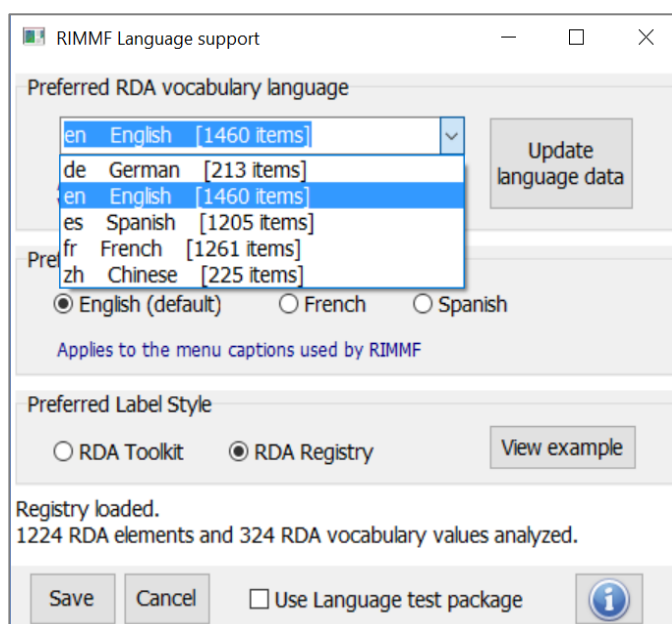 RIMMF Language support
Preferred RDA vocabulary language
en English [1460 items]
Update
language data
de German [213 items]
en English [1460 items]
es Spanish [1205 items]
fr French [1261 items]
zh Chinese [225 items]
English (default) French Spanish
Applies to the menu captions used by RIMMF
Preferred Label Style
RDA Toolkit RDA Registry View example
Registry loaded.
1224 RDA elements and 324 RDA vocabulary values analyzed.
Save Cancel Use Language test package